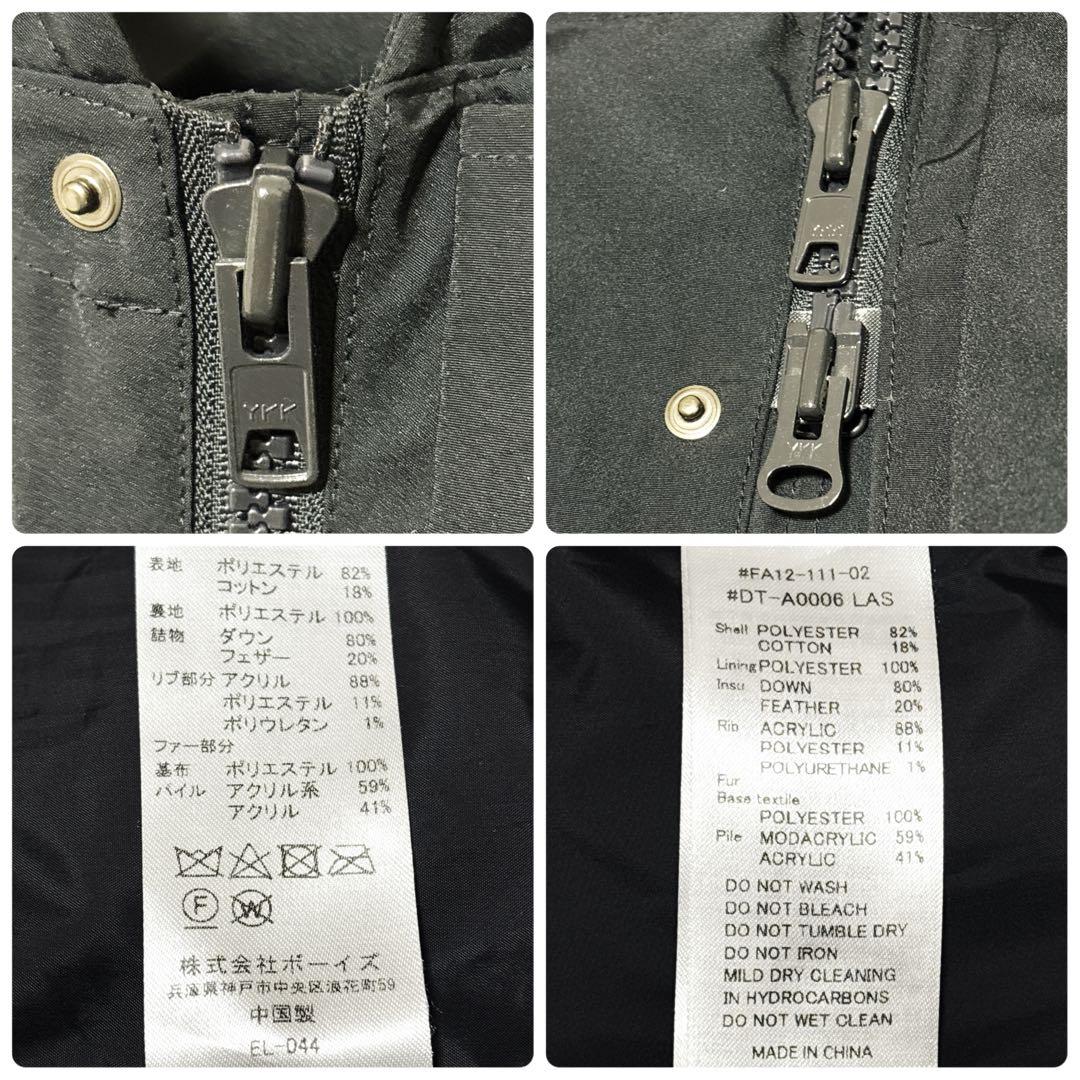 YKK
YKK
YKK
表地 ポリエステル 82%
コットン 18%
裏地 ポリエステル 100%
詰物 ダウン 80%
フェザー 20%
リブ部分 アクリル 88%
ポリエステル 11%
ポリウレタン 1%
ファー部分
基布 ポリエステル 100%
パイル アクリル系 59%
アクリル 41%
F W
株式会社ボーイズ
兵庫県神戸市中央区浪花町59
中国製
EL-044
#FA12-111-02
#DT-A0006 LAS
Shell POLYESTER 82%
COTTON 18%
Lining POLYESTER 100%
Insu DOWN 80%
FEATHER 20%
Rib ACRYLIC 88%
POLYESTER 11%
POLYURETHANE 1%
Fur
Base textile
POLYESTER 100%
Pile MODACRYLIC 59%
ACRYLIC 41%
DO NOT WASH
DO NOT BLEACH
DO NOT TUMBLE DRY
DO NOT IRON
MILD DRY CLEANING
IN HYDROCARBONS
DO NOT WET CLEAN
MADE IN CHINA